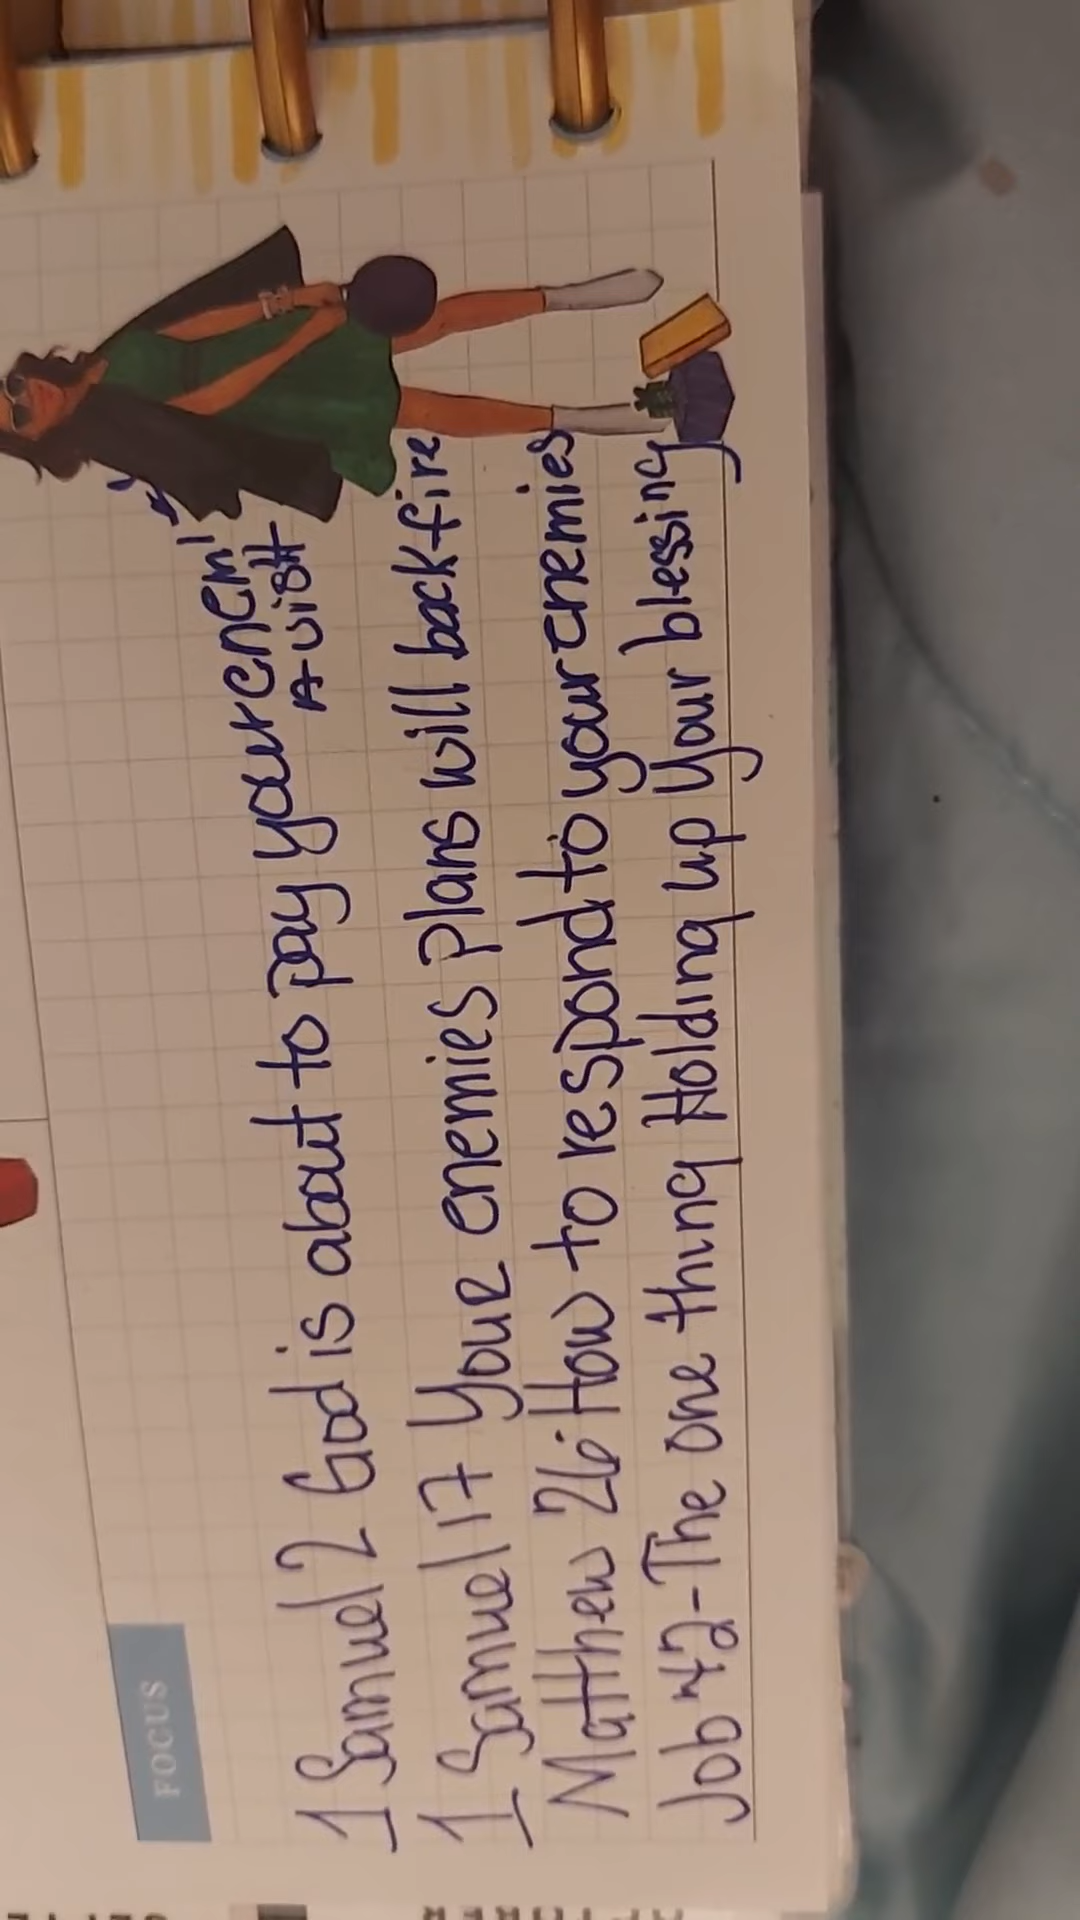 FOCUS
1 Samuel 2 God is about to pay your enemy
A visit
1 Samuel 17 Your enemies plans will backfire
Matthew 26: How to respond to your enemies
Job 42-The one thing Holding up your blessing